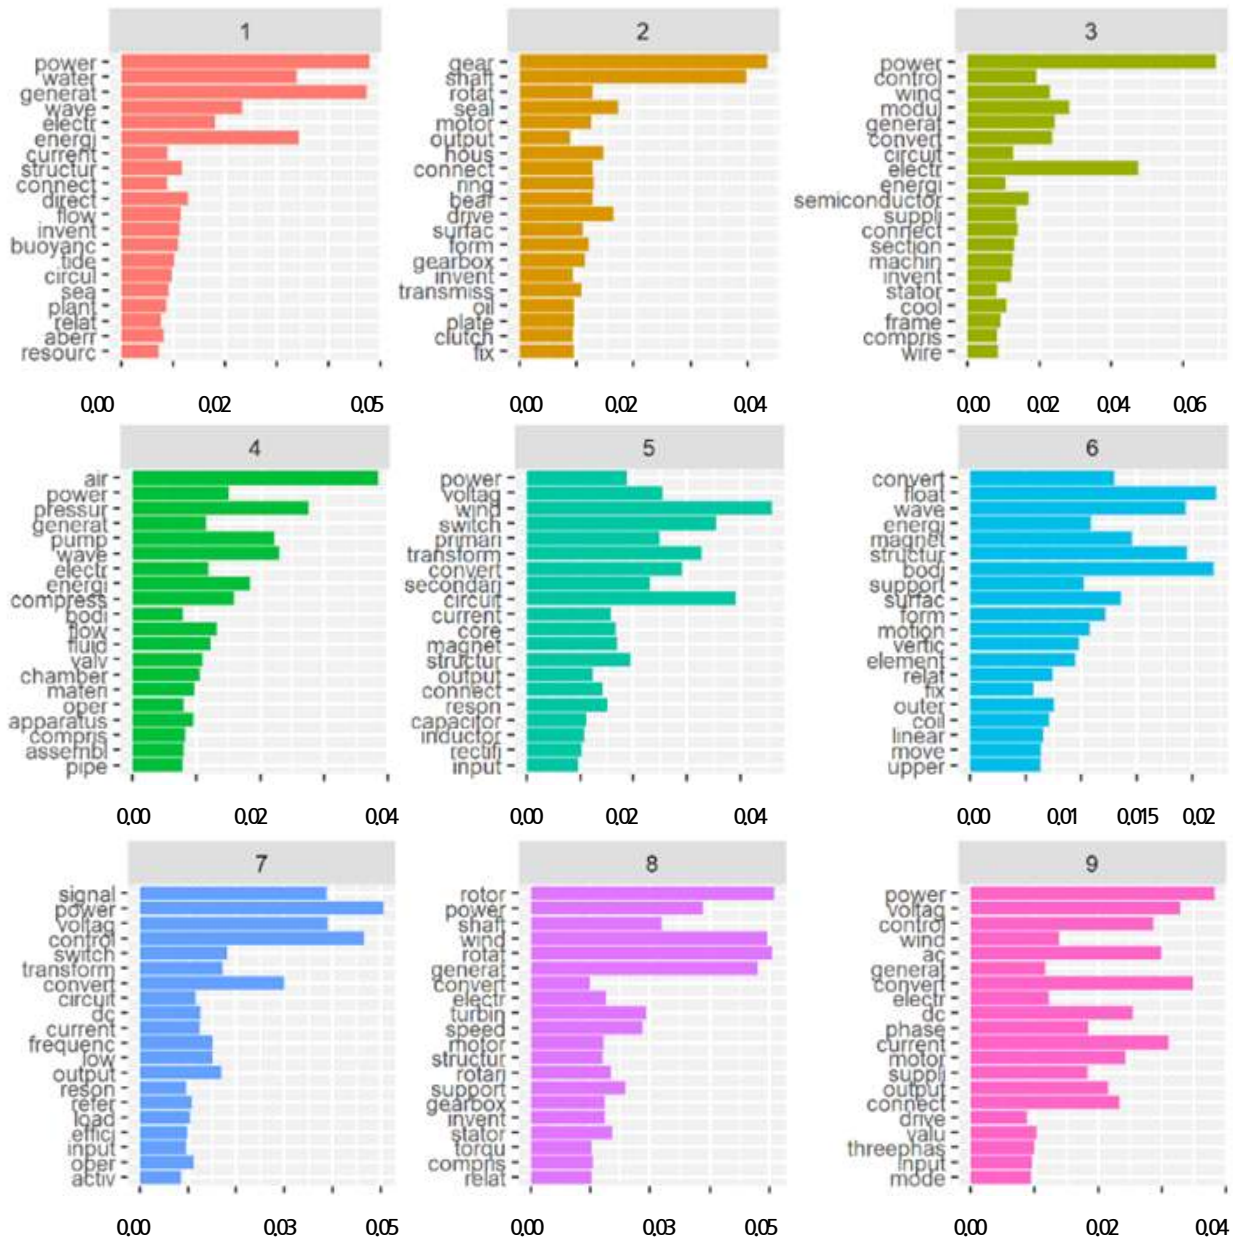 1
power
water
generat
wave
electr
energi
current
structur
connect
direct
flow
invent
buoyanc
tide
circul
sea
plant
relat
aberr
resourc
0,00 0,02 0,05
2
gear
shaft
rotat
seal
motor
output
hous
connect
ring
bear
drive
surfac
form
gearbox
invent
transmiss
oil
plate
clutch
fix
0,00 0,02 0,04
3
power
control
wind
modul
generat
convert
circuit
electr
energi
semiconductor
suppli
connect
section
machin
invent
stator
cool
frame
compris
wire
0,00 0,02 0,04 0,06
4
air
power
pressur
generat
pump
wave
electr
energi
compress
bodi
flow
fluid
valv
chamber
materi
oper
apparatus
compris
assembl
pipe
0,00 0,02 0,04
5
power
voltag
wind
switch
primari
transform
convert
secondari
circuit
current
core
magnet
structur
output
connect
reson
capacitor
inductor
rectifi
input
0,00 0,02 0,04
6
convert
float
wave
energi
magnet
structur
bodi
support
surfac
form
motion
vertic
element
relat
fix
outer
coil
linear
move
upper
0,00 0,01 0,015 0,02
7
signal
power
voltag
control
switch
transform
convert
circuit
dc
current
frequenc
low
output
reson
refer
load
effici
input
oper
activ
0,00 0,03 0,05
8
rotor
power
shaft
wind
rotat
generat
convert
electr
turbin
speed
motor
structur
rotari
support
gearbox
invent
stator
torqu
compris
relat
0,00 0,03 0,05
9
power
voltag
control
wind
ac
generat
convert
electr
dc
phase
current
motor
suppli
output
connect
drive
valu
threephas
input
mode
0,00 0,02 0,04